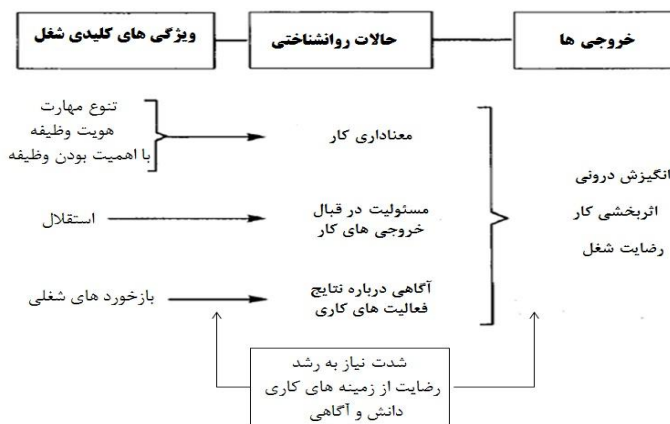 ویژگی های کلیدی شغل
حالات روانشناختی
خروجی ها
تنوع مهارت
هویت وظیفه
با اهمیت بودن وظیفه
معناداری کار
استقلال
مسئولیت در قبال
خروجی های کار
بازخورد های شغلی
آگاهی درباره نتایج
فعالیت های کاری
انگیزش درونی
اثربخشی کار
رضایت شغل
شدت نیاز به رشد
رضایت از زمینه های کاری
دانش و آگاهی